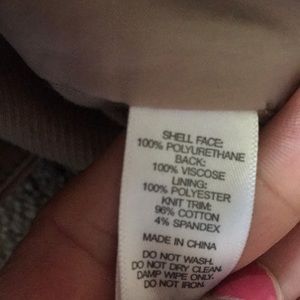 SHELL FACE:
100% POLYURETHANE
BACK:
100% VISCOSE
LINING:
100% POLYESTER
KNIT TRIM:
96% COTTON
4% SPANDEX
MADE IN CHINA
DO NOT WASH.
DO NOT DRY CLEAN.
DAMP WIPE ONLY.
DO NOT IRON.